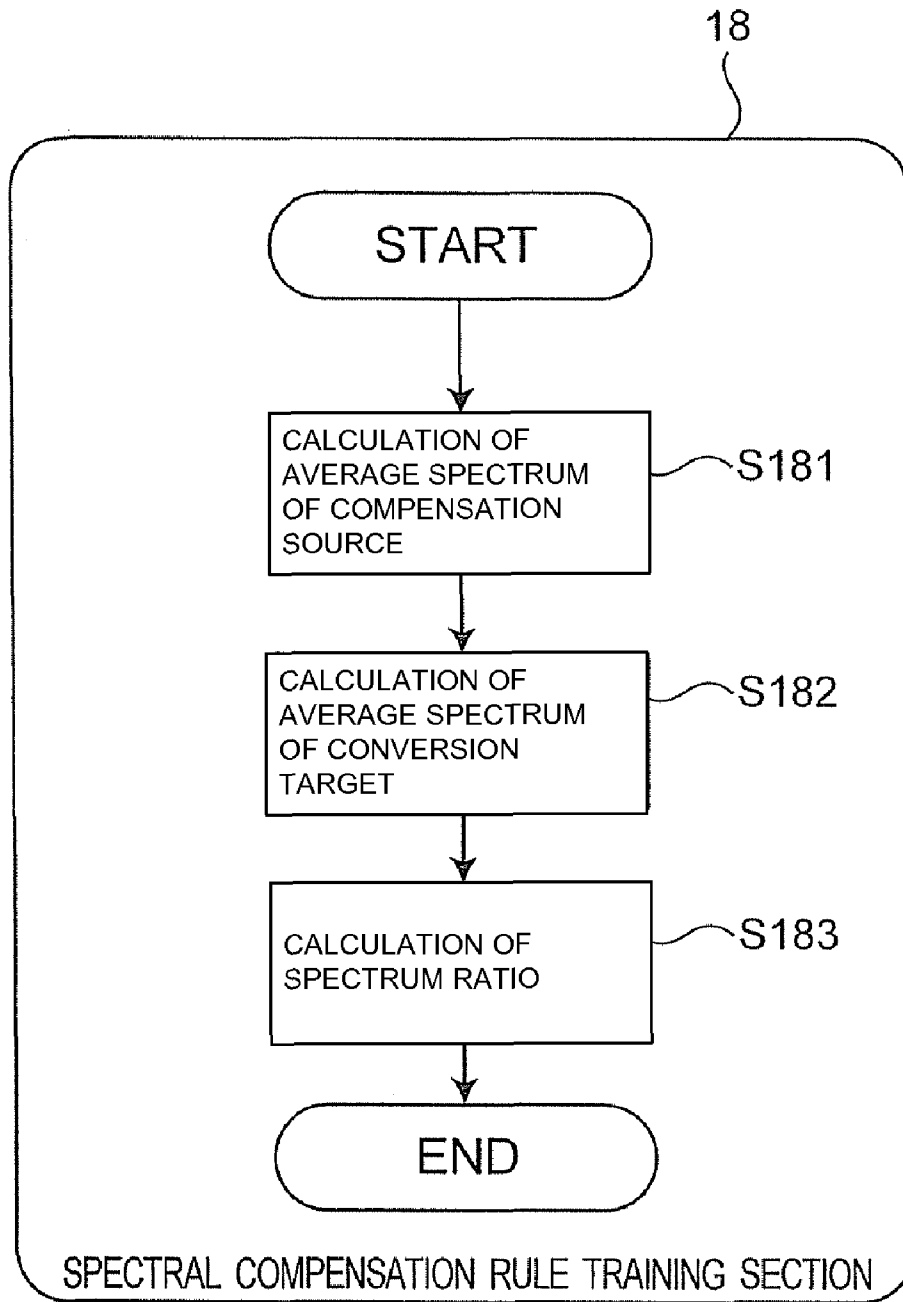 18
START
CALCULATION OF
AVERAGE SPECTRUM
OF COMPENSATION
SOURCE
S181
CALCULATION OF
AVERAGE SPECTRUM
OF CONVERSION
TARGET
S182
CALCULATION OF
SPECTRUM RATIO
S183
END
SPECTRAL COMPENSATION RULE TRAINING SECTION